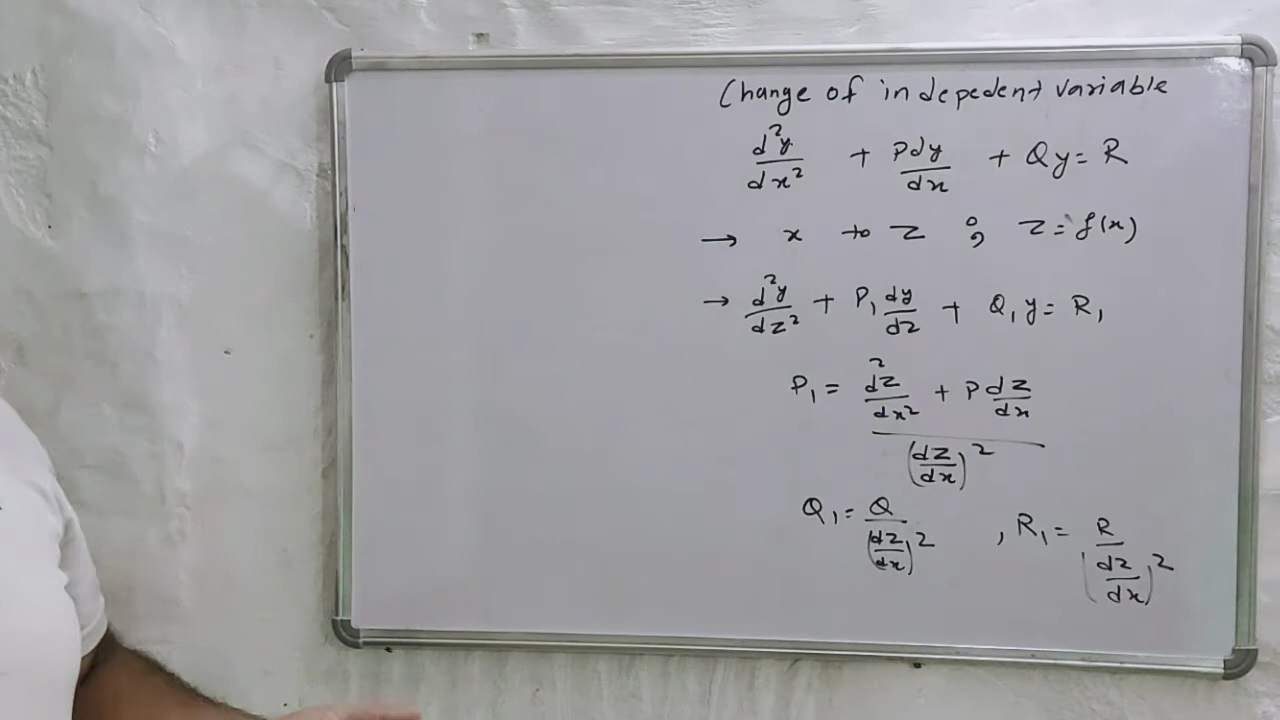 Change of indepedent variable
d²y/dx² + Pdy/dx + Qy = R
→ x to z ; z = f(x)
→ d²y/dz² + P₁ dy/dz + Q₁y = R₁
P₁ = (d²z/dx² + P dz/dx) / (dz/dx)²
Q₁ = Q/(dz/dx)² , R₁ = R/(dz/dx)²